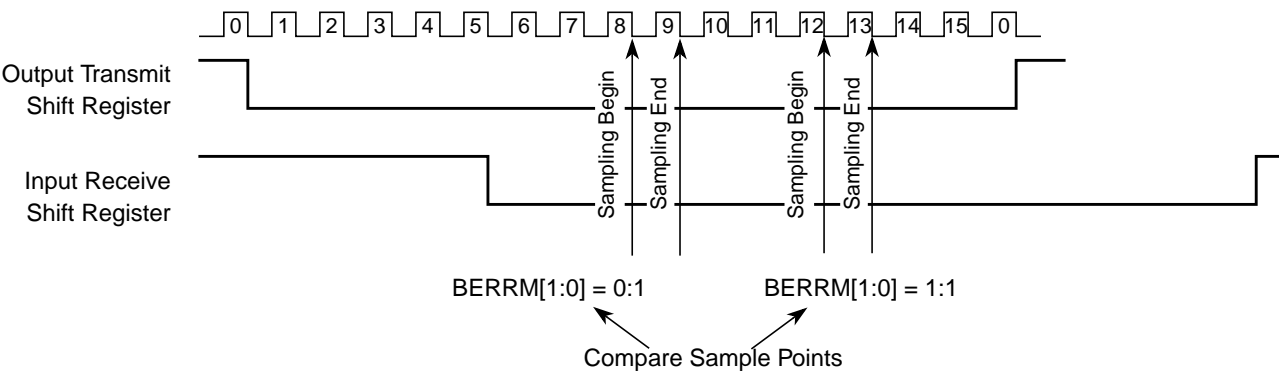 0 1 2 3 4 5 6 7 8 9 10 11 12 13 14 15 0
Output Transmit
Shift Register
Input Receive
Shift Register
Sampling Begin
Sampling End
Sampling Begin
Sampling End
BERRM[1:0] = 0:1
BERRM[1:0] = 1:1
Compare Sample Points